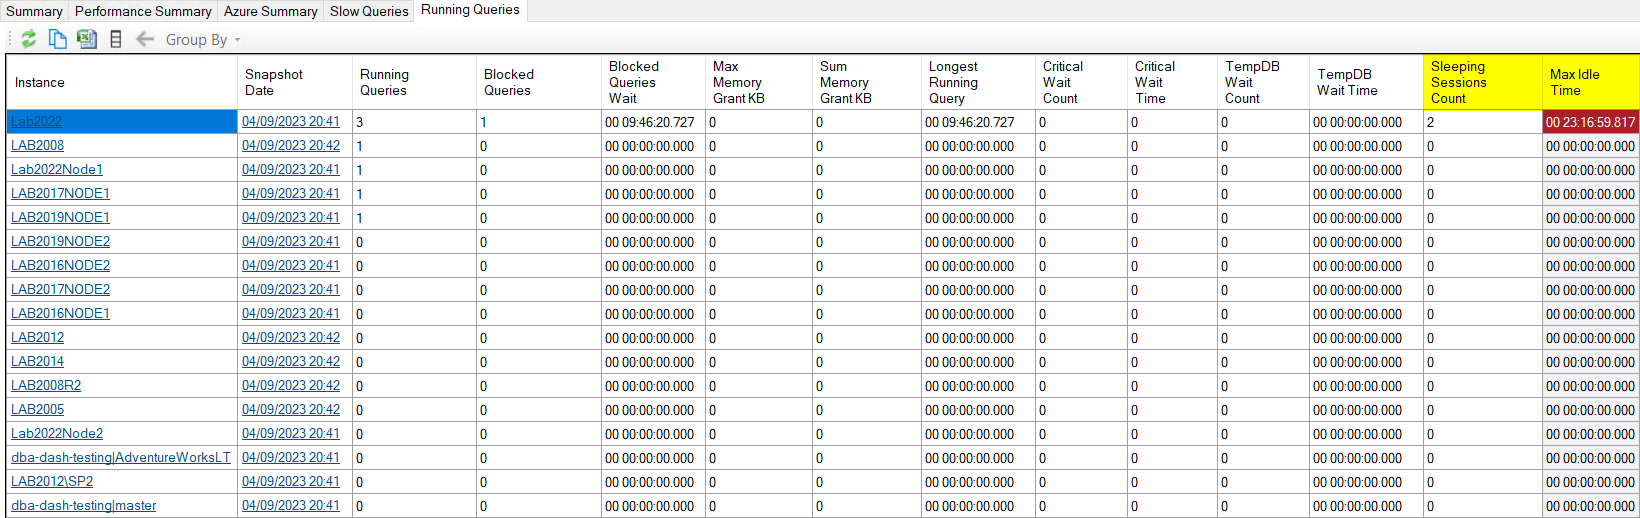 Summary Performance Summary Azure Summary Slow Queries Running Queries
Group By
Instance Snapshot Date Running Queries Blocked Queries Blocked Queries Wait Max Memory Grant KB Sum Memory Grant KB Longest Running Query Critical Wait Count Critical Wait Time TempDB Wait Count TempDB Wait Time Sleeping Sessions Count Max Idle Time
Lab2022 04/09/2023 20:41 3 1 00 09:46:20.727 0 0 00 09:46:20.727 0 0 0 00 00:00:00.000 2 00 23:16:59.817
LAB2008 04/09/2023 20:42 1 0 00 00:00:00.000 0 0 00 00:00:00.000 0 0 0 00 00:00:00.000 0 00 00:00:00.000
Lab2022Node1 04/09/2023 20:41 1 0 00 00:00:00.000 0 0 00 00:00:00.000 0 0 0 00 00:00:00.000 0 00 00:00:00.000
LAB2017NODE1 04/09/2023 20:41 1 0 00 00:00:00.000 0 0 00 00:00:00.000 0 0 0 00 00:00:00.000 0 00 00:00:00.000
LAB2019NODE1 04/09/2023 20:41 1 0 00 00:00:00.000 0 0 00 00:00:00.000 0 0 0 00 00:00:00.000 0 00 00:00:00.000
LAB2019NODE2 04/09/2023 20:41 0 0 00 00:00:00.000 0 0 00 00:00:00.000 0 0 0 00 00:00:00.000 0 00 00:00:00.000
LAB2016NODE2 04/09/2023 20:41 0 0 00 00:00:00.000 0 0 00 00:00:00.000 0 0 0 00 00:00:00.000 0 00 00:00:00.000
LAB2017NODE2 04/09/2023 20:41 0 0 00 00:00:00.000 0 0 00 00:00:00.000 0 0 0 00 00:00:00.000 0 00 00:00:00.000
LAB2016NODE1 04/09/2023 20:41 0 0 00 00:00:00.000 0 0 00 00:00:00.000 0 0 0 00 00:00:00.000 0 00 00:00:00.000
LAB2012 04/09/2023 20:42 0 0 00 00:00:00.000 0 0 00 00:00:00.000 0 0 0 00 00:00:00.000 0 00 00:00:00.000
LAB2014 04/09/2023 20:42 0 0 00 00:00:00.000 0 0 00 00:00:00.000 0 0 0 00 00:00:00.000 0 00 00:00:00.000
LAB2008R2 04/09/2023 20:42 0 0 00 00:00:00.000 0 0 00 00:00:00.000 0 0 0 00 00:00:00.000 0 00 00:00:00.000
LAB2005 04/09/2023 20:42 0 0 00 00:00:00.000 0 0 00 00:00:00.000 0 0 0 00 00:00:00.000 0 00 00:00:00.000
Lab2022Node2 04/09/2023 20:41 0 0 00 00:00:00.000 0 0 00 00:00:00.000 0 0 0 00 00:00:00.000 0 00 00:00:00.000
dba-dash-testing|AdventureWorksLT 04/09/2023 20:41 0 0 00 00:00:00.000 0 0 00 00:00:00.000 0 0 0 00 00:00:00.000 0 00 00:00:00.000
LAB2012\SP2 04/09/2023 20:41 0 0 00 00:00:00.000 0 0 00 00:00:00.000 0 0 0 00 00:00:00.000 0 00 00:00:00.000
dba-dash-testing|master 04/09/2023 20:41 0 0 00 00:00:00.000 0 0 00 00:00:00.000 0 0 0 00 00:00:00.000 0 00 00:00:00.000